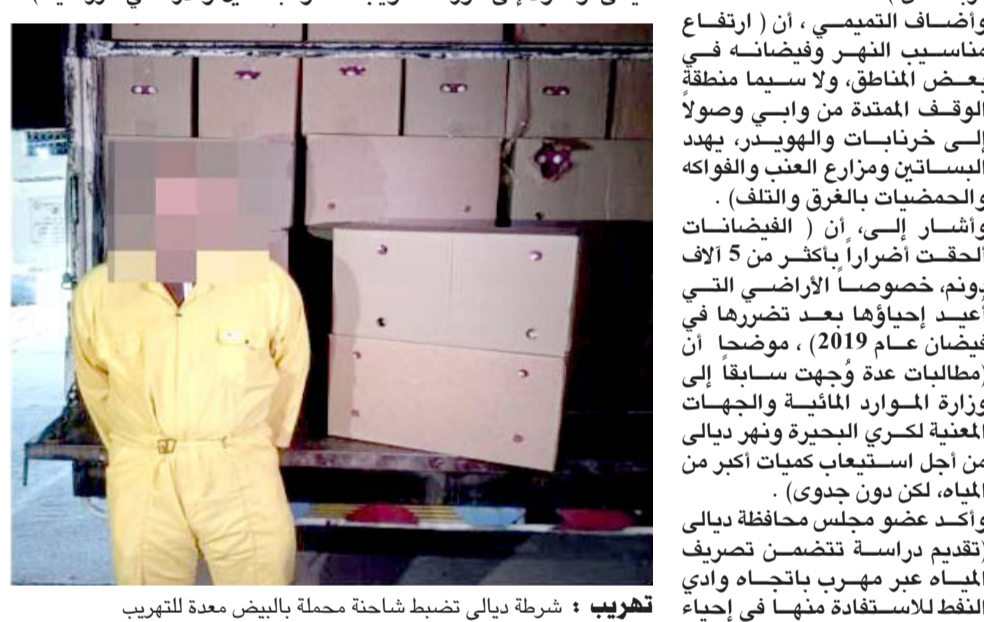 وأضاف التميمي ، أن ( ارتفاع
مناسيب النهر وفيضانه في
بعض المناطق، ولا سيما منطقة
الوقف الممتدة من وابي وصولاً
إلى خرنابات والهويدر، يهدد
البساتين ومزارع العنب والفواكه
والحمضيات بالغرق والتلف) .
وأشار إلى، أن ( الفيضانات
ألحقت أضراراً بأكثر من 5 آلاف
دونم، خصوصاً الأراضي التي
أعيد إحياؤها بعد تضررها في
فيضان عام 2019) ، موضحا أن
(مطالبات عدة وُجهت سابقاً إلى
وزارة الموارد المائية والجهات
المعنية لكري البحيرة ونهر ديالى
من أجل استيعاب كميات أكبر من
المياه، لكن دون جدوى) .
وأكد عضو مجلس محافظة ديالى
(تقديم دراسة تتضمن تصريف
المياه عبر مهرب باتجاه وادي
النفط للاستفادة منها في إحياء
تهريب : شرطة ديالى تضبط شاحنة محملة بالبيض معدة للتهريب